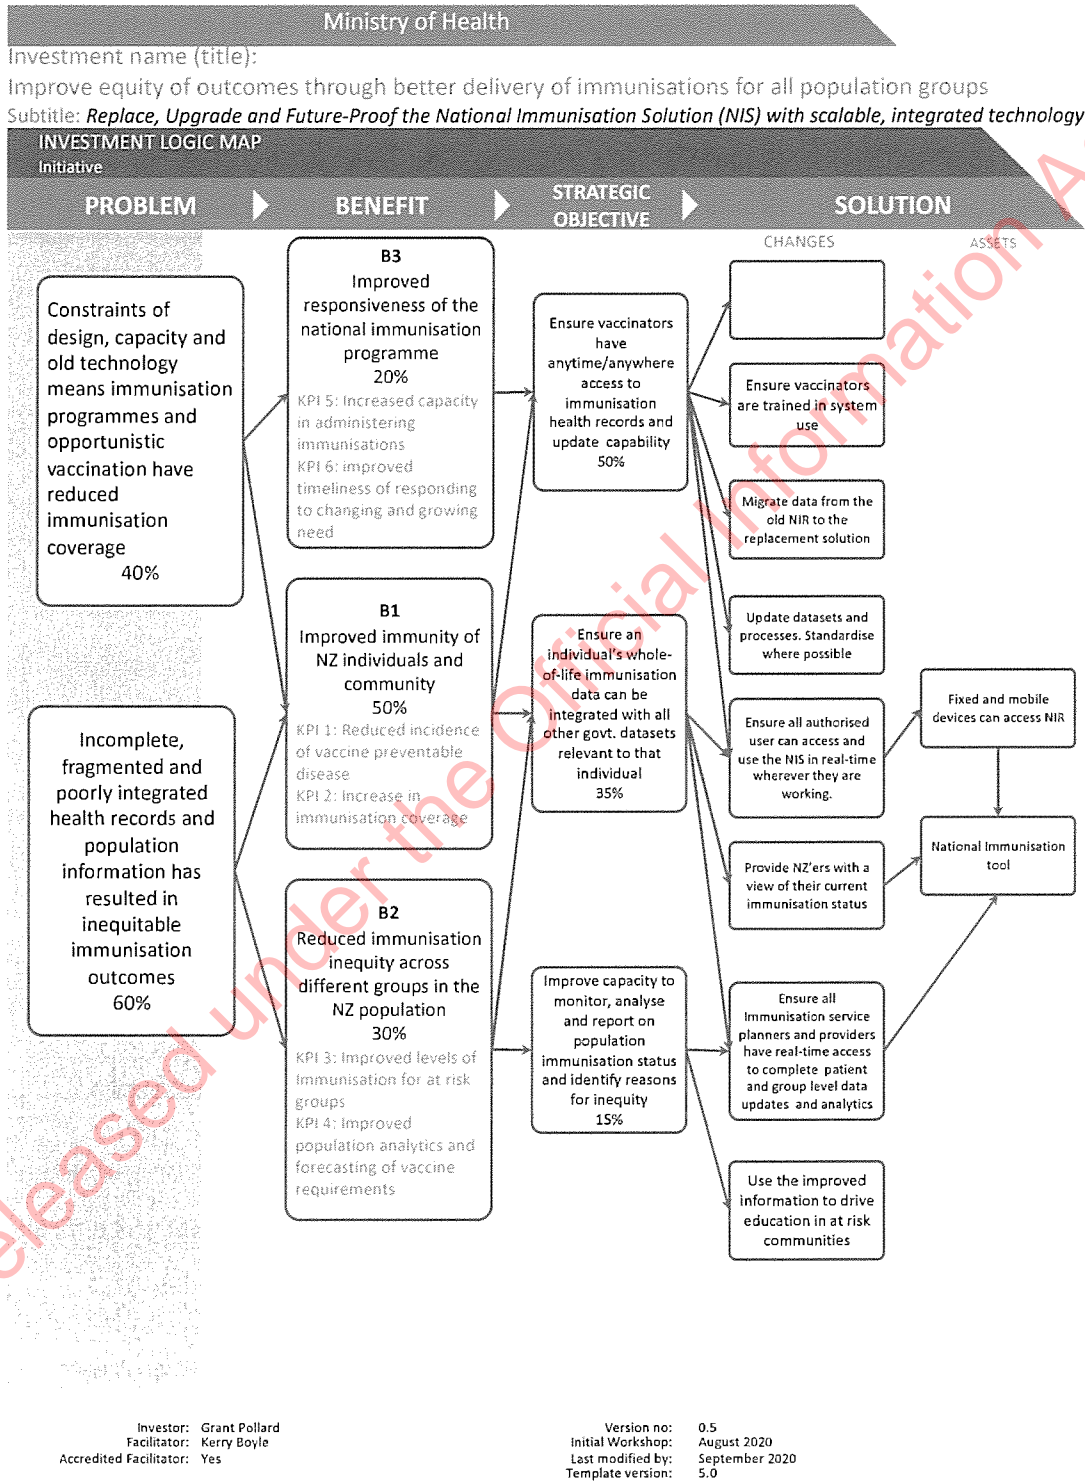 Ministry of Health
Investment name (title):
Improve equity of outcomes through better delivery of immunisations for all population groups
Subtitle: Replace, Upgrade and Future-Proof the National Immunisation Solution (NIS) with scalable, integrated technology
INVESTMENT LOGIC MAP
Initiative
PROBLEM
BENEFIT
STRATEGIC
OBJECTIVE
SOLUTION
CHANGES
ASSETS
Constraints of
design, capacity and
old technology
means immunisation
programmes and
opportunistic
vaccination have
reduced
immunisation
coverage
40%
Incomplete,
fragmented and
poorly integrated
health records and
population
information has
resulted in
inequitable
immunisation
outcomes
60%
B3
Improved
responsiveness of the
national immunisation
programme
20%
KPI 5: Increased capacity
in administering
immunisations
KPI 6: improved
timeliness of responding
to changing and growing
need
B1
Improved immunity of
NZ individuals and
community
50%
KPI 1: Reduced incidence
of vaccine preventable
disease
KPI 2: Increase in
immunisation coverage
B2
Reduced immunisation
inequity across
different groups in the
NZ population
30%
KPI 3: Improved levels of
Immunisation for at risk
groups
KPI 4: Improved
population analytics and
forecasting of vaccine
requirements
Ensure vaccinators
have
anytime/anywhere
access to
immunisation
health records and
update capability
50%
Ensure an
individual's whole-
of-life immunisation
data can be
integrated with all
other govt. datasets
relevant to that
individual
35%
Improve capacity to
monitor, analyse
and report on
population
immunisation status
and identify reasons
for inequity
15%
Ensure vaccinators
are trained in system
use
Migrate data from the
old NIR to the
replacement solution
Update datasets and
processes. Standardise
where possible
Ensure all authorised
user can access and
use the NIS in real-time
wherever they are
working.
Provide NZ'ers with a
view of their current
immunisation status
Ensure all
Immunisation service
planners and providers
have real-time access
to complete patient
and group level data
updates and analytics
Use the improved
information to drive
education in at risk
communities
Fixed and mobile
devices can access NIR
National Immunisation
tool
Investor: Grant Pollard
Facilitator: Kerry Boyle
Accredited Facilitator: Yes
Version no: 0.5
Initial Workshop: August 2020
Last modified by: September 2020
Template version: 5.0
eleased under the Official Information A